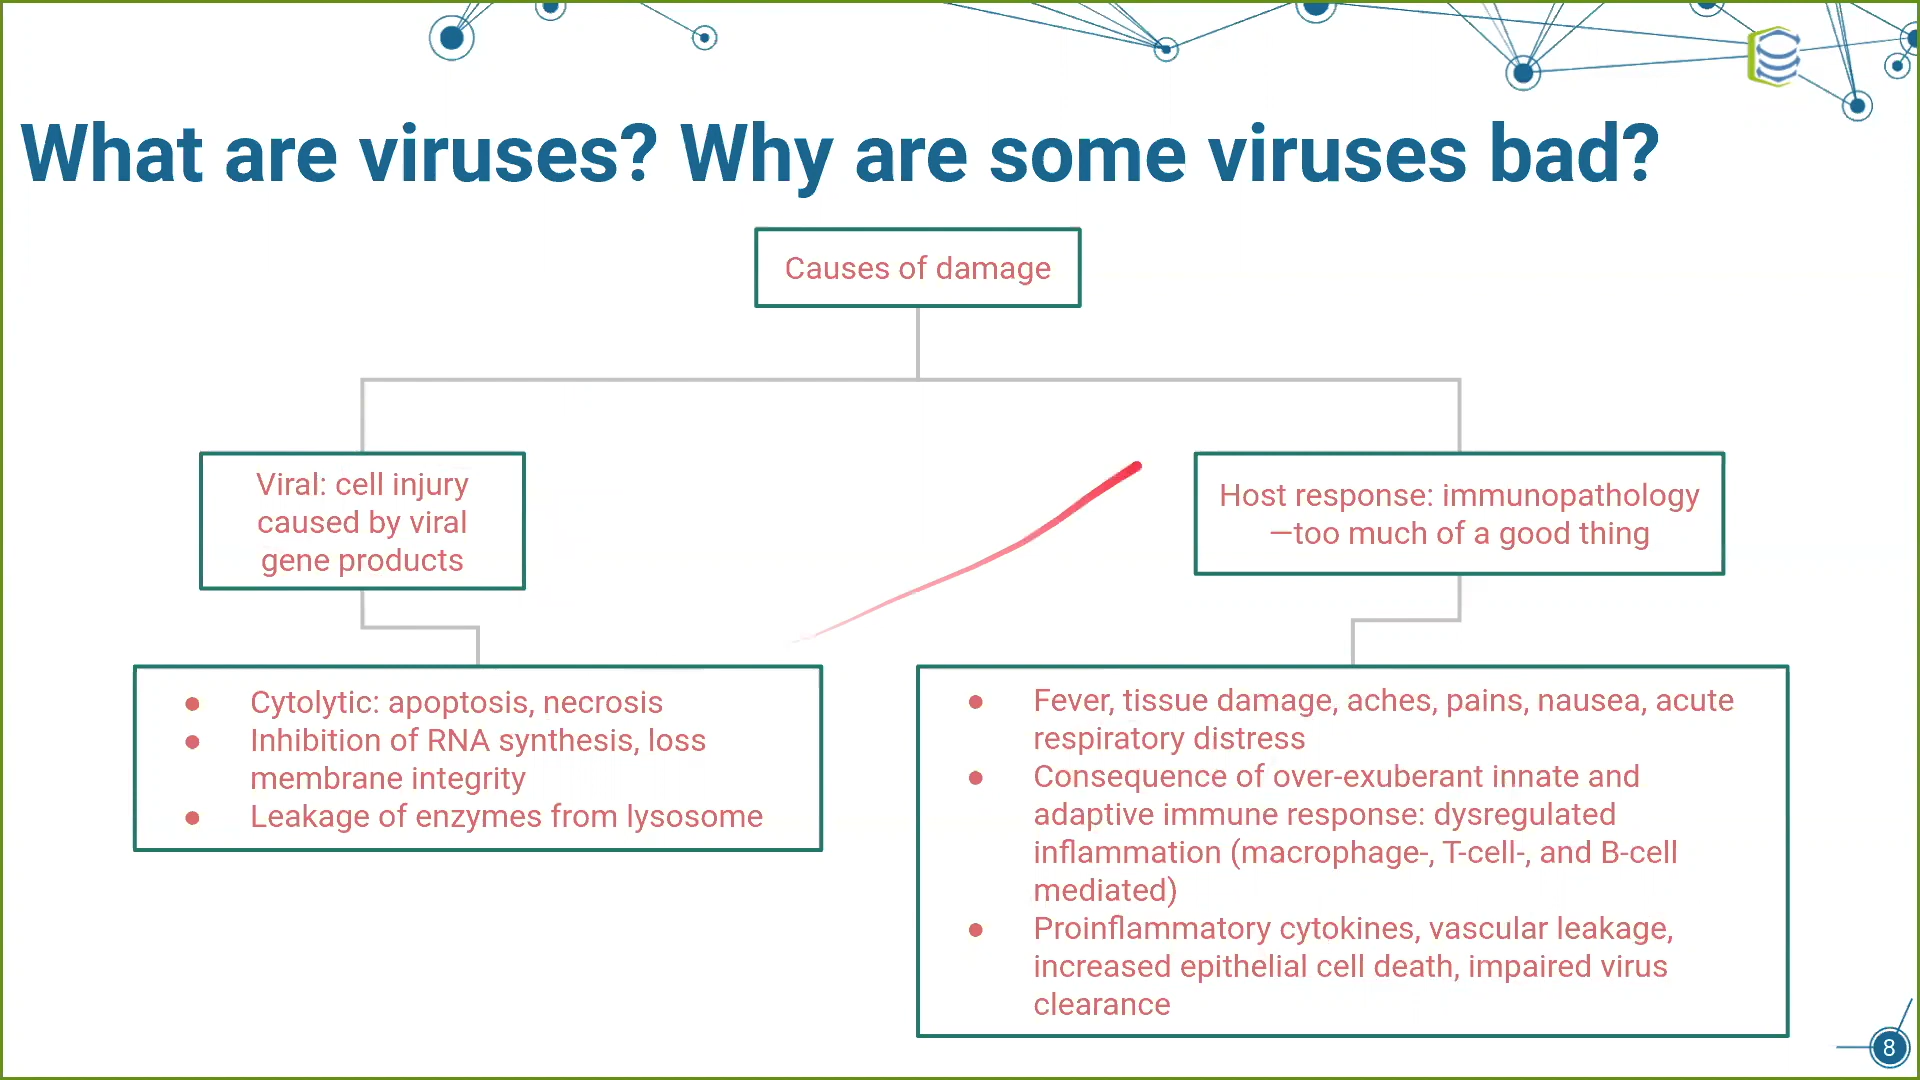 What are viruses? Why are some viruses bad?
Causes of damage
Viral: cell injury
caused by viral
gene products
Host response: immunopathology
—too much of a good thing
● Cytolytic: apoptosis, necrosis
● Inhibition of RNA synthesis, loss
membrane integrity
● Leakage of enzymes from lysosome
● Fever, tissue damage, aches, pains, nausea, acute
respiratory distress
● Consequence of over-exuberant innate and
adaptive immune response: dysregulated
inflammation (macrophage-, T-cell-, and B-cell
mediated)
● Proinflammatory cytokines, vascular leakage,
increased epithelial cell death, impaired virus
clearance
8